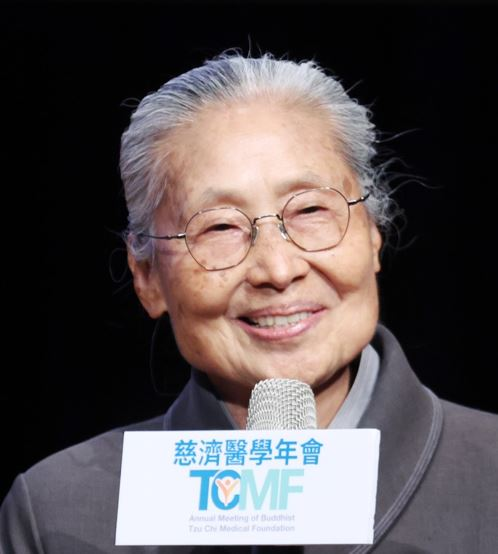 慈濟醫學年會
TCMF
Annual Meeting of Buddhist
Tzu Chi Medical Foundation